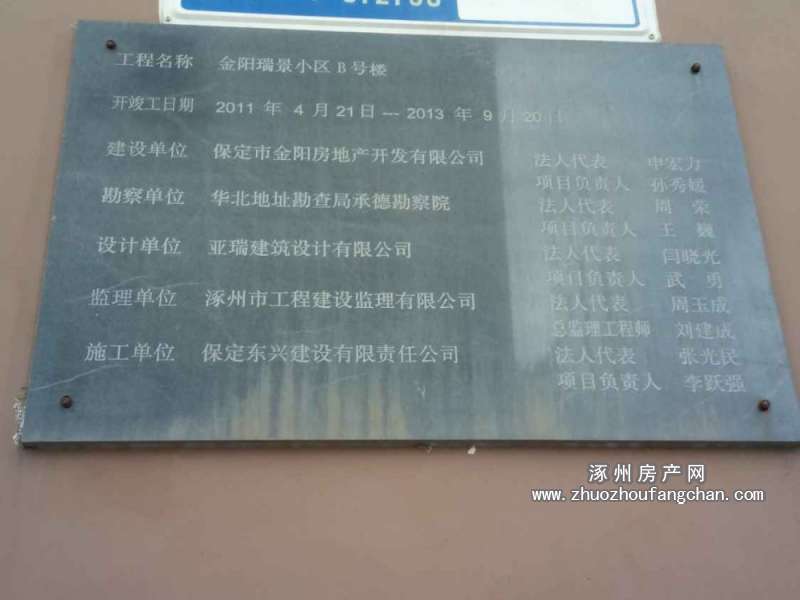 工程名称 金阳瑞景小区B号楼
开竣工日期 2011 年 4 月 21日 --- 2013 年 9 月 20日
建设单位 保定市金阳房地产开发有限公司 法人代表 申宏力
项目负责人 孙秀媛
勘察单位 华北地址勘查局承德勘察院 法人代表 周荣
项目负责人 王巍
设计单位 亚瑞建筑设计有限公司 法人代表 闫晓光
项目负责人 武勇
监理单位 涿州市工程建设监理有限公司 法人代表 周玉成
总监理工程师 刘建成
施工单位 保定东兴建设有限责任公司 法人代表 张光民
项目负责人 李跃强
涿州房产网
www.zhuozhoufangchan.com